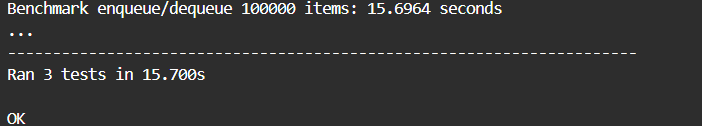 Benchmark enqueue/dequeue 100000 items: 15.6964 seconds
...
----------------------------------------------------------------------
Ran 3 tests in 15.700s
OK